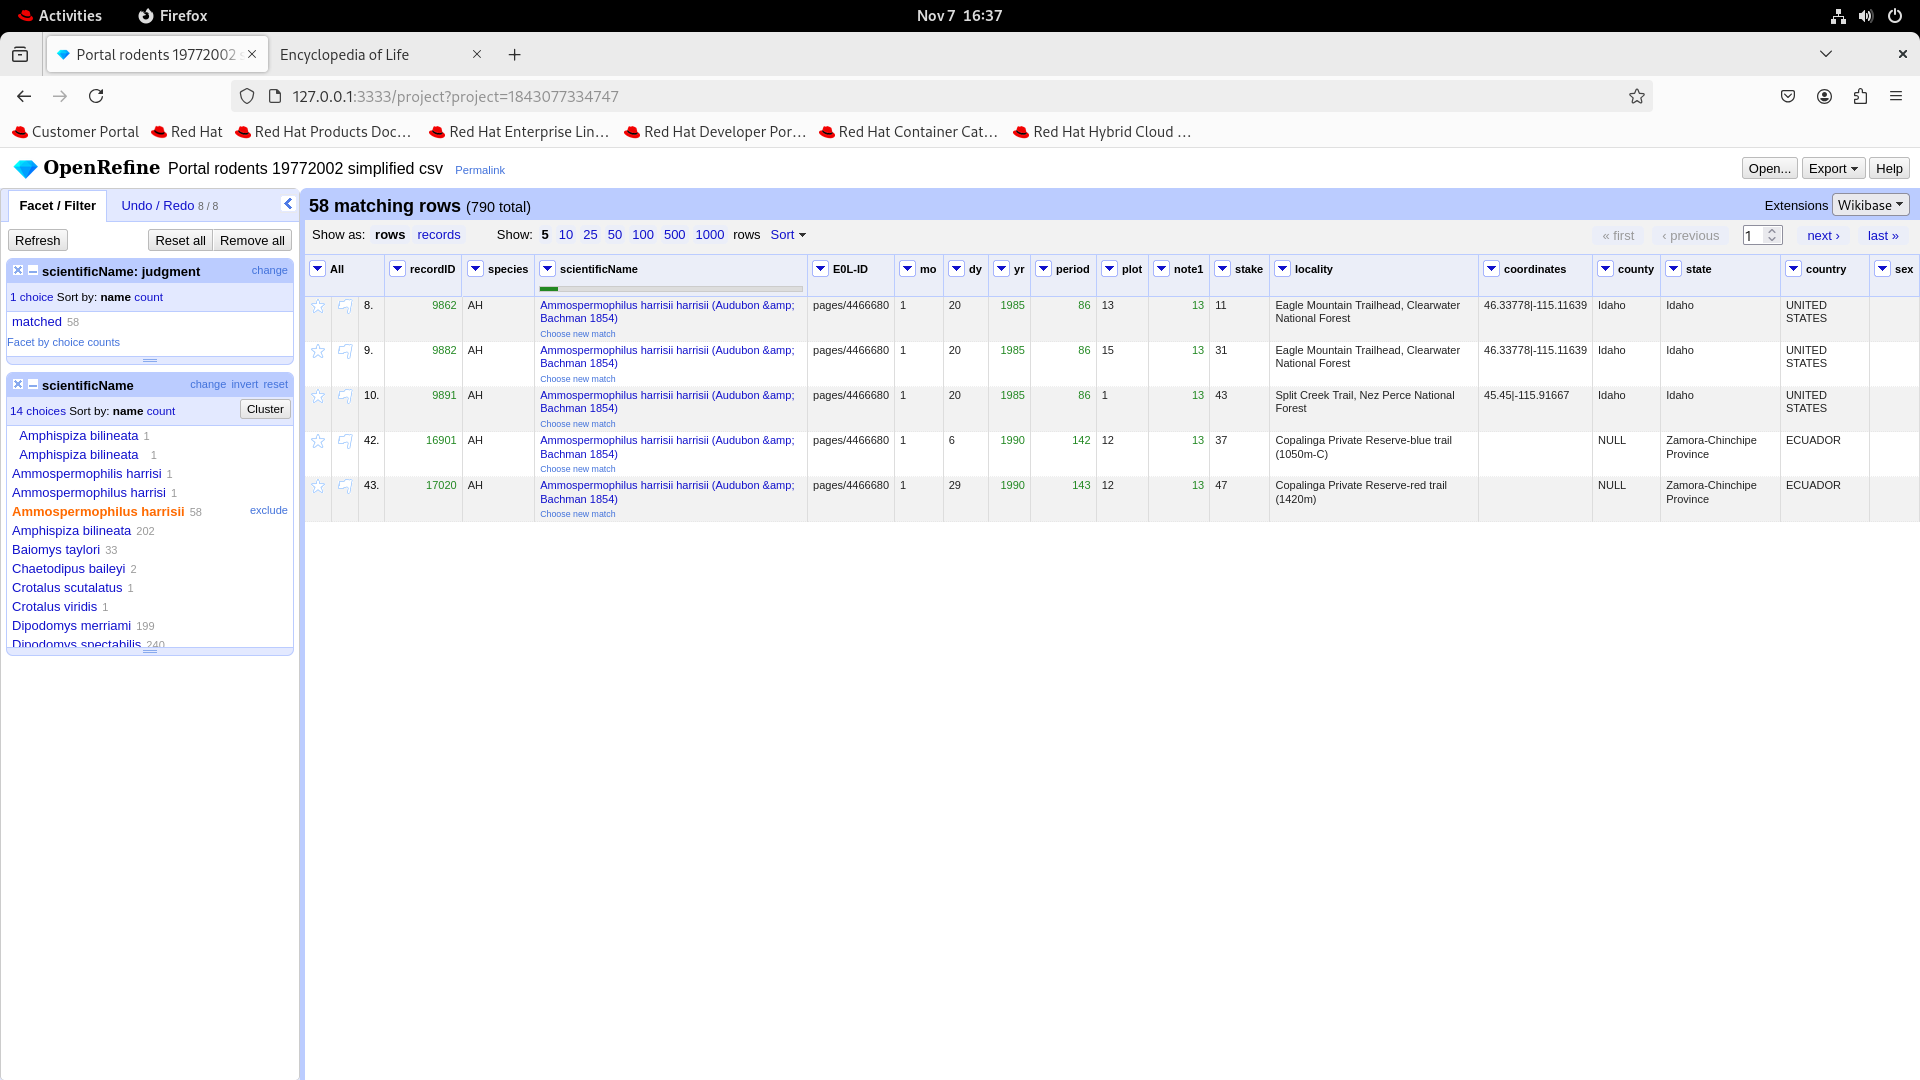 Activities Firefox Nov 7 16:37
Portal rodents 19772002 s Encyclopedia of Life
127.0.0.1:3333/project?project=1843077334747
Customer Portal Red Hat Red Hat Products Doc… Red Hat Enterprise Lin… Red Hat Developer Por… Red Hat Container Cat… Red Hat Hybrid Cloud …
OpenRefine Portal rodents 19772002 simplified csv Permalink Open... Export Help
Facet / Filter Undo / Redo 8 / 8
58 matching rows (790 total) Extensions Wikibase
Refresh Reset all Remove all
Show as: rows records Show: 5 10 25 50 100 500 1000 rows Sort « first ‹ previous 1 next › last »
scientificName: judgment change
1 choice Sort by: name count
matched 58
Facet by choice counts
scientificName change invert reset
14 choices Sort by: name count Cluster
Amphispiza bilineata 1
Amphispiza bilineata 1
Ammospermophilis harrisi 1
Ammospermophilus harrisi 1
Ammospermophilus harrisii 58 exclude
Amphispiza bilineata 202
Baiomys taylori 33
Chaetodipus baileyi 2
Crotalus scutalatus 1
Crotalus viridis 1
Dipodomys merriami 199
Dipodomys spectabilis 240
All recordID species scientificName E0L-ID mo dy yr period plot note1 stake locality coordinates county state country sex
8. 9862 AH Ammospermophilus harrisii harrisii (Audubon &amp; pages/4466680 1 20 1985 86 13 13 11 Eagle Mountain Trailhead, Clearwater 46.33778|-115.11639 Idaho Idaho UNITED
Bachman 1854) National Forest STATES
Choose new match
9. 9882 AH Ammospermophilus harrisii harrisii (Audubon &amp; pages/4466680 1 20 1985 86 15 13 31 Eagle Mountain Trailhead, Clearwater 46.33778|-115.11639 Idaho Idaho UNITED
Bachman 1854) National Forest STATES
Choose new match
10. 9891 AH Ammospermophilus harrisii harrisii (Audubon &amp; pages/4466680 1 20 1985 86 1 13 43 Split Creek Trail, Nez Perce National 45.45|-115.91667 Idaho Idaho UNITED
Bachman 1854) Forest STATES
Choose new match
42. 16901 AH Ammospermophilus harrisii harrisii (Audubon &amp; pages/4466680 1 6 1990 142 12 13 37 Copalinga Private Reserve-blue trail NULL Zamora-Chinchipe ECUADOR
Bachman 1854) (1050m-C) Province
Choose new match
43. 17020 AH Ammospermophilus harrisii harrisii (Audubon &amp; pages/4466680 1 29 1990 143 12 13 47 Copalinga Private Reserve-red trail NULL Zamora-Chinchipe ECUADOR
Bachman 1854) (1420m) Province
Choose new match